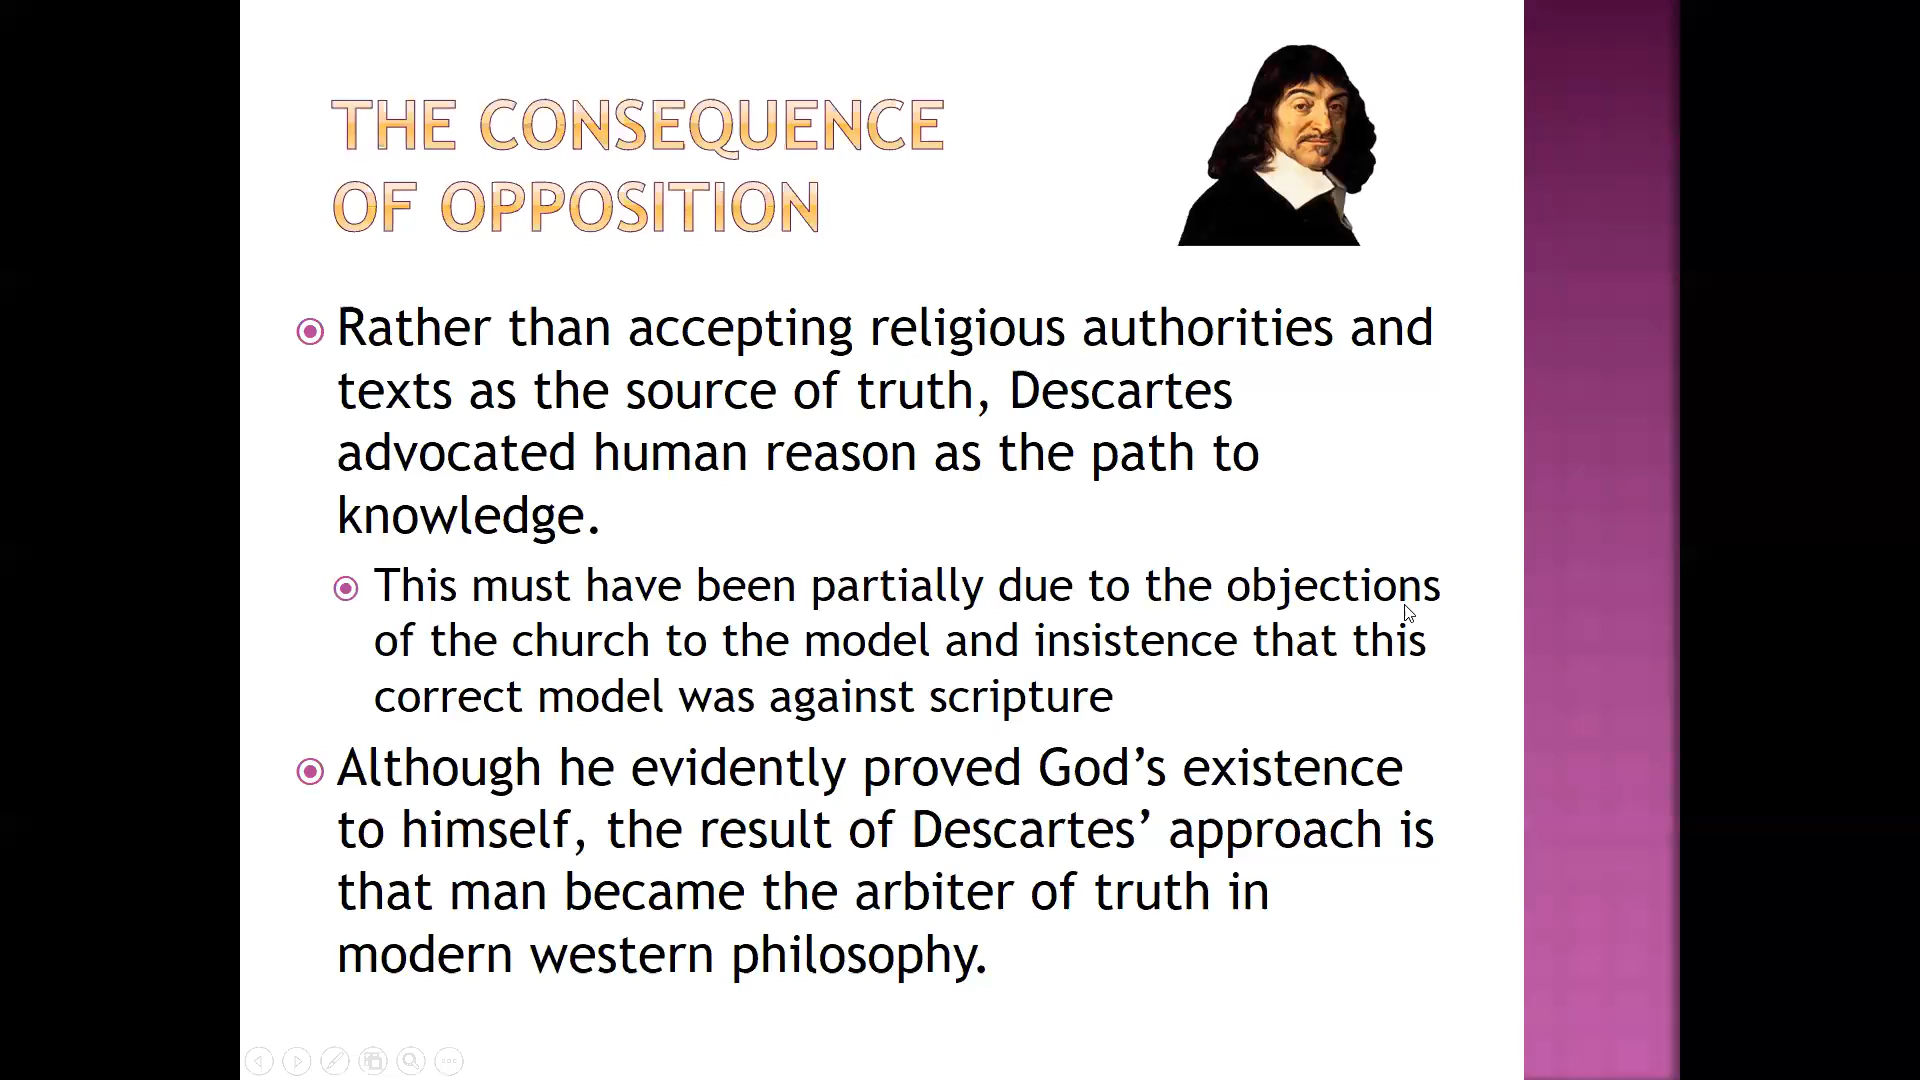 THE CONSEQUENCE
OF OPPOSITION
Rather than accepting religious authorities and
texts as the source of truth, Descartes
advocated human reason as the path to
knowledge.
This must have been partially due to the objections
of the church to the model and insistence that this
correct model was against scripture
Although he evidently proved God’s existence
to himself, the result of Descartes’ approach is
that man became the arbiter of truth in
modern western philosophy.